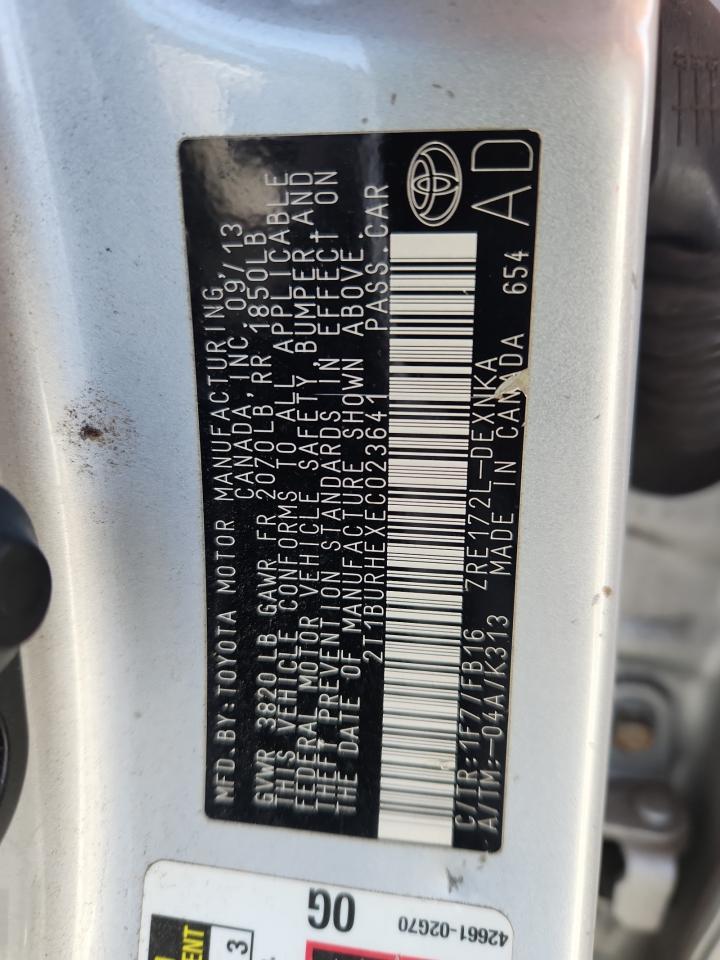 MFD.BY:TOYOTA MOTOR MANUFACTURING
CANADA, INC. 09/13
GVWR 3820 LB GAWR FR 2070LB RR 1850LB
THIS VEHICLE CONFORMS TO ALL APPLICABLE
FEDERAL MOTOR VEHICLE SAFETY, BUMPER, AND
THEFT PREVENTION STANDARDS IN EFFECT ON
THE DATE OF MANUFACTURE SHOWN ABOVE.
2T1BURHEXEC023641 PASS.CAR
C/TR:1F7/FB16 ZRE172L-DEXNKA
A/TM:-04A/K313 MADE IN CANADA 654
AD
0G
42661-02G70
3